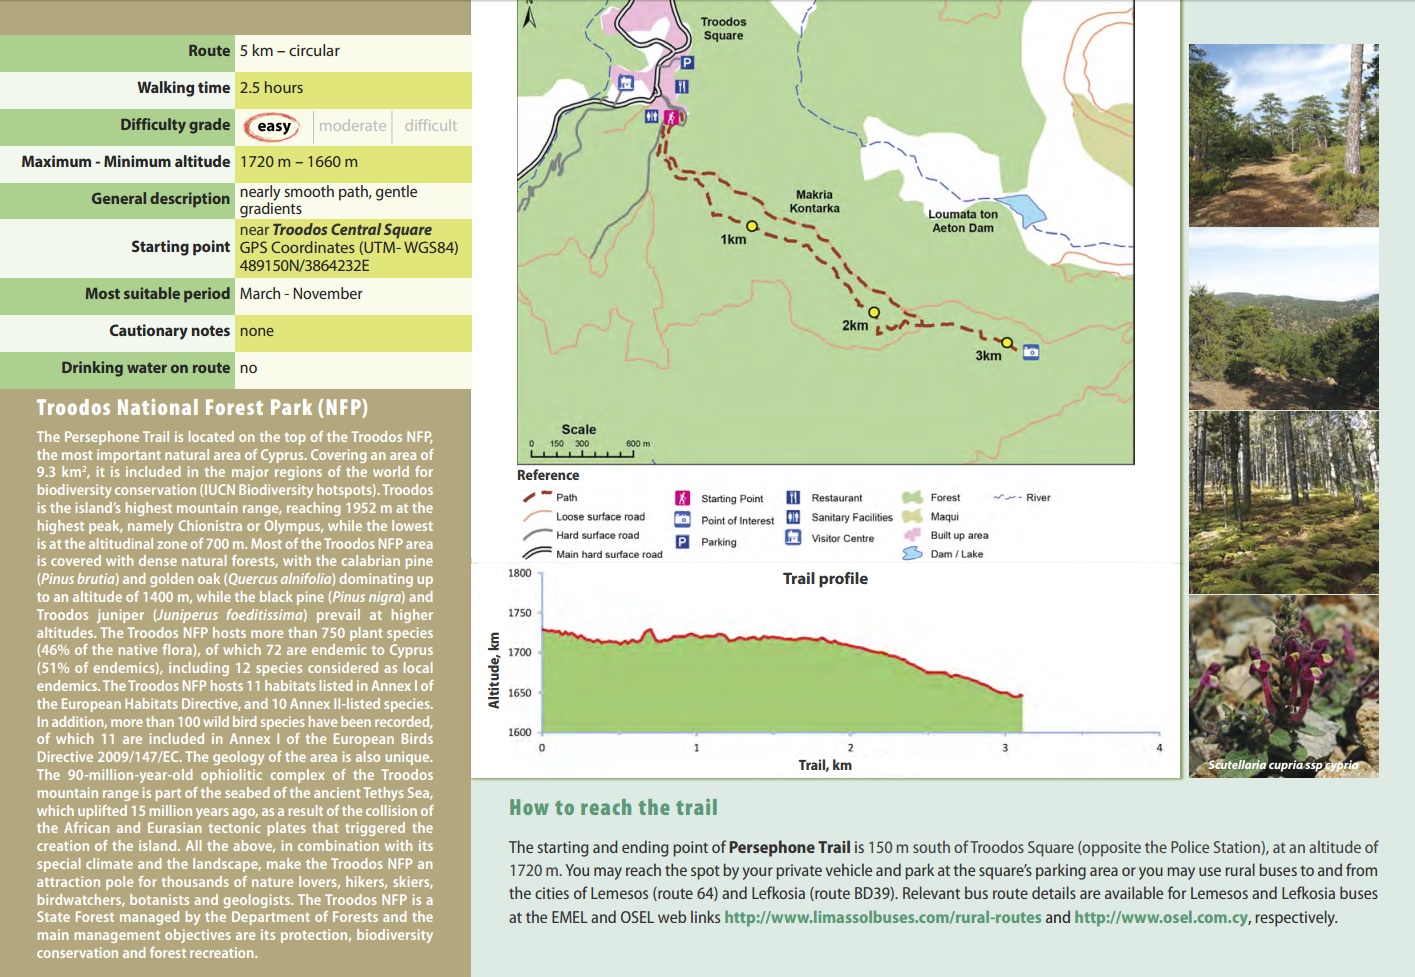 Route 5 km – circular
Walking time 2.5 hours
Difficulty grade easy moderate difficult
Maximum - Minimum altitude 1720 m – 1660 m
General description nearly smooth path, gentle
gradients
Starting point near Troodos Central Square
GPS Coordinates (UTM- WGS84)
489150N/3864232E
Most suitable period March - November
Cautionary notes none
Drinking water on route no
Troodos National Forest Park (NFP)
The Persephone Trail is located on the top of the Troodos NFP,
the most important natural area of Cyprus. Covering an area of
9.3 km², it is included in the major regions of the world for
biodiversity conservation (IUCN Biodiversity hotspots). Troodos
is the island's highest mountain range, reaching 1952 m at the
highest peak, namely Chionistra or Olympus, while the lowest
is at the altitudinal zone of 700 m. Most of the Troodos NFP area
is covered with dense natural forests, with the calabrian pine
(Pinus brutia) and golden oak (Quercus alnifolia) dominating up
to an altitude of 1400 m, while the black pine (Pinus nigra) and
Troodos juniper (Juniperus foeditissima) prevail at higher
altitudes. The Troodos NFP hosts more than 750 plant species
(46% of the native flora), of which 72 are endemic to Cyprus
(51% of endemics), including 12 species considered as local
endemics. The Troodos NFP hosts 11 habitats listed in Annex I of
the European Habitats Directive, and 10 Annex II-listed species.
In addition, more than 100 wild bird species have been recorded,
of which 11 are included in Annex I of the European Birds
Directive 2009/147/EC. The geology of the area is also unique.
The 90-million-year-old ophiolitic complex of the Troodos
mountain range is part of the seabed of the ancient Tethys Sea,
which uplifted 15 million years ago, as a result of the collision of
the African and Eurasian tectonic plates that triggered the
creation of the island. All the above, in combination with its
special climate and the landscape, make the Troodos NFP an
attraction pole for thousands of nature lovers, hikers, skiers,
birdwatchers, botanists and geologists. The Troodos NFP is a
State Forest managed by the Department of Forests and the
main management objectives are its protection, biodiversity
conservation and forest recreation.
N
Troodos
Square
P
Makria
Kontarka
Loumata ton
Aeton Dam
1km
2km
3km
Scale
0 150 300 600 m
Reference
Path
Loose surface road
Hard surface road
Main hard surface road
Starting Point
Point of Interest
P Parking
Restaurant
Sanitary Facilities
Visitor Centre
Forest
Maqui
Built up area
Dam / Lake
River
Trail profile
Altitude, km
1800
1750
1700
1650
1600
0 1 2 3 4
Trail, km
Scutellaria cupria ssp cypria
How to reach the trail
The starting and ending point of Persephone Trail is 150 m south of Troodos Square (opposite the Police Station), at an altitude of
1720 m. You may reach the spot by your private vehicle and park at the square's parking area or you may use rural buses to and from
the cities of Lemesos (route 64) and Lefkosia (route BD39). Relevant bus route details are available for Lemesos and Lefkosia buses
at the EMEL and OSEL web links http://www.limassolbuses.com/rural-routes and http://www.osel.com.cy, respectively.